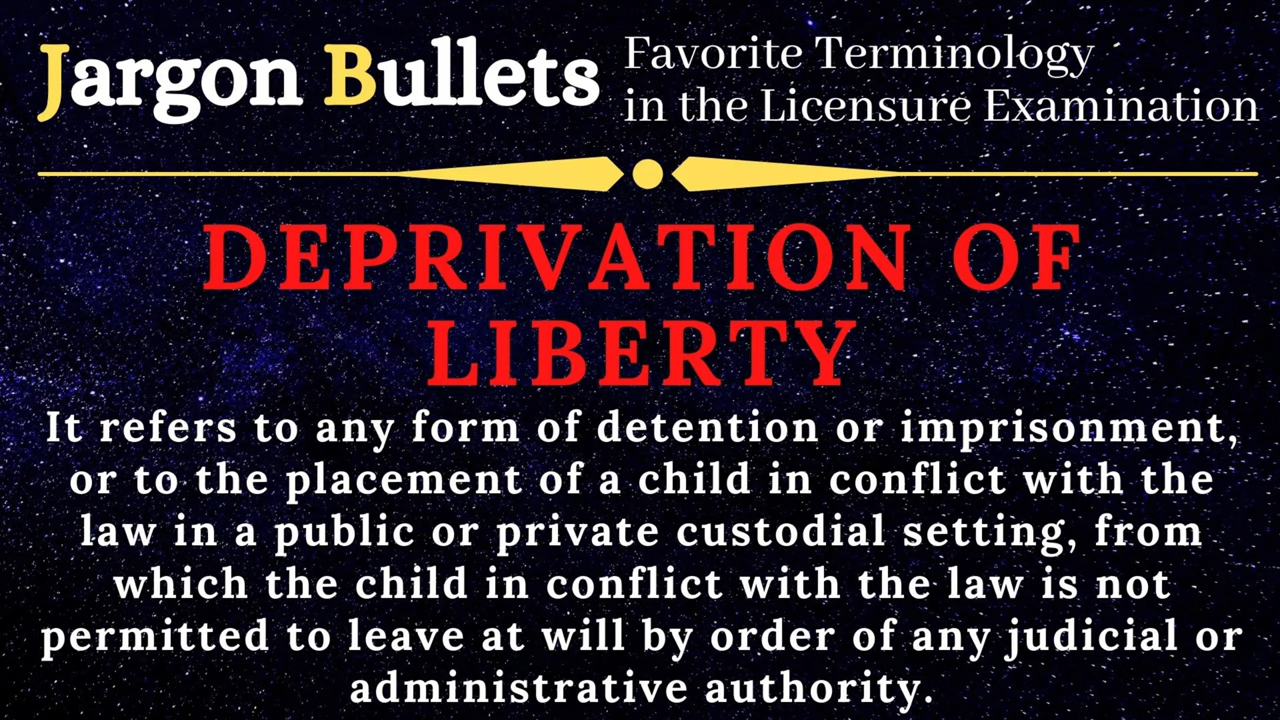 Jargon Bullets
Favorite Terminology
in the Licensure Examination
DEPRIVATION OF
LIBERTY
It refers to any form of detention or imprisonment,
or to the placement of a child in conflict with the
law in a public or private custodial setting, from
which the child in conflict with the law is not
permitted to leave at will by order of any judicial or
administrative authority.